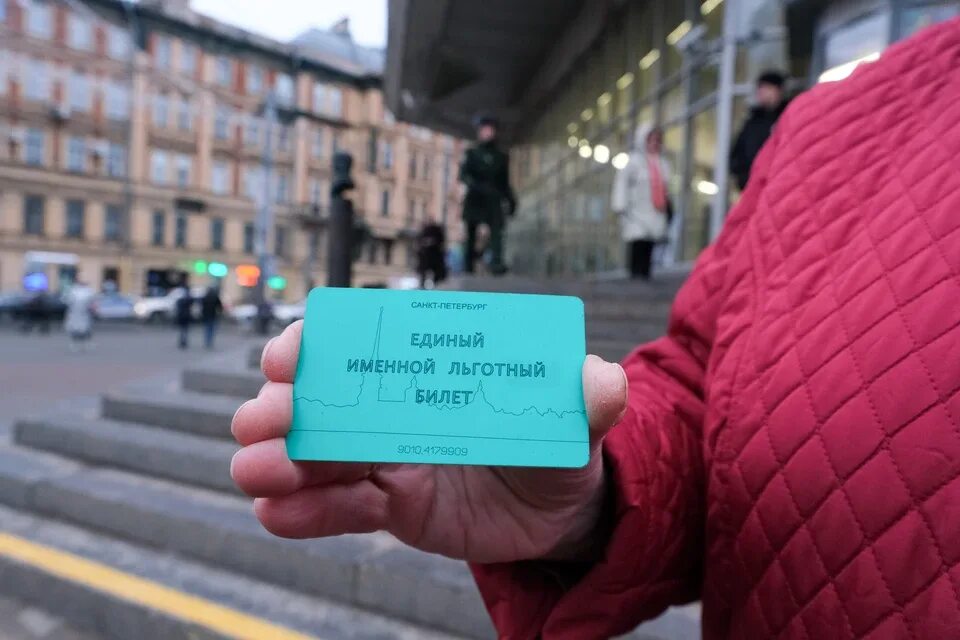 САНКТ-ПЕТЕРБУРГ
ЕДИНЫЙ
ИМЕННОЙ ЛЬГОТНЫЙ
БИЛЕТ
9010.4179909